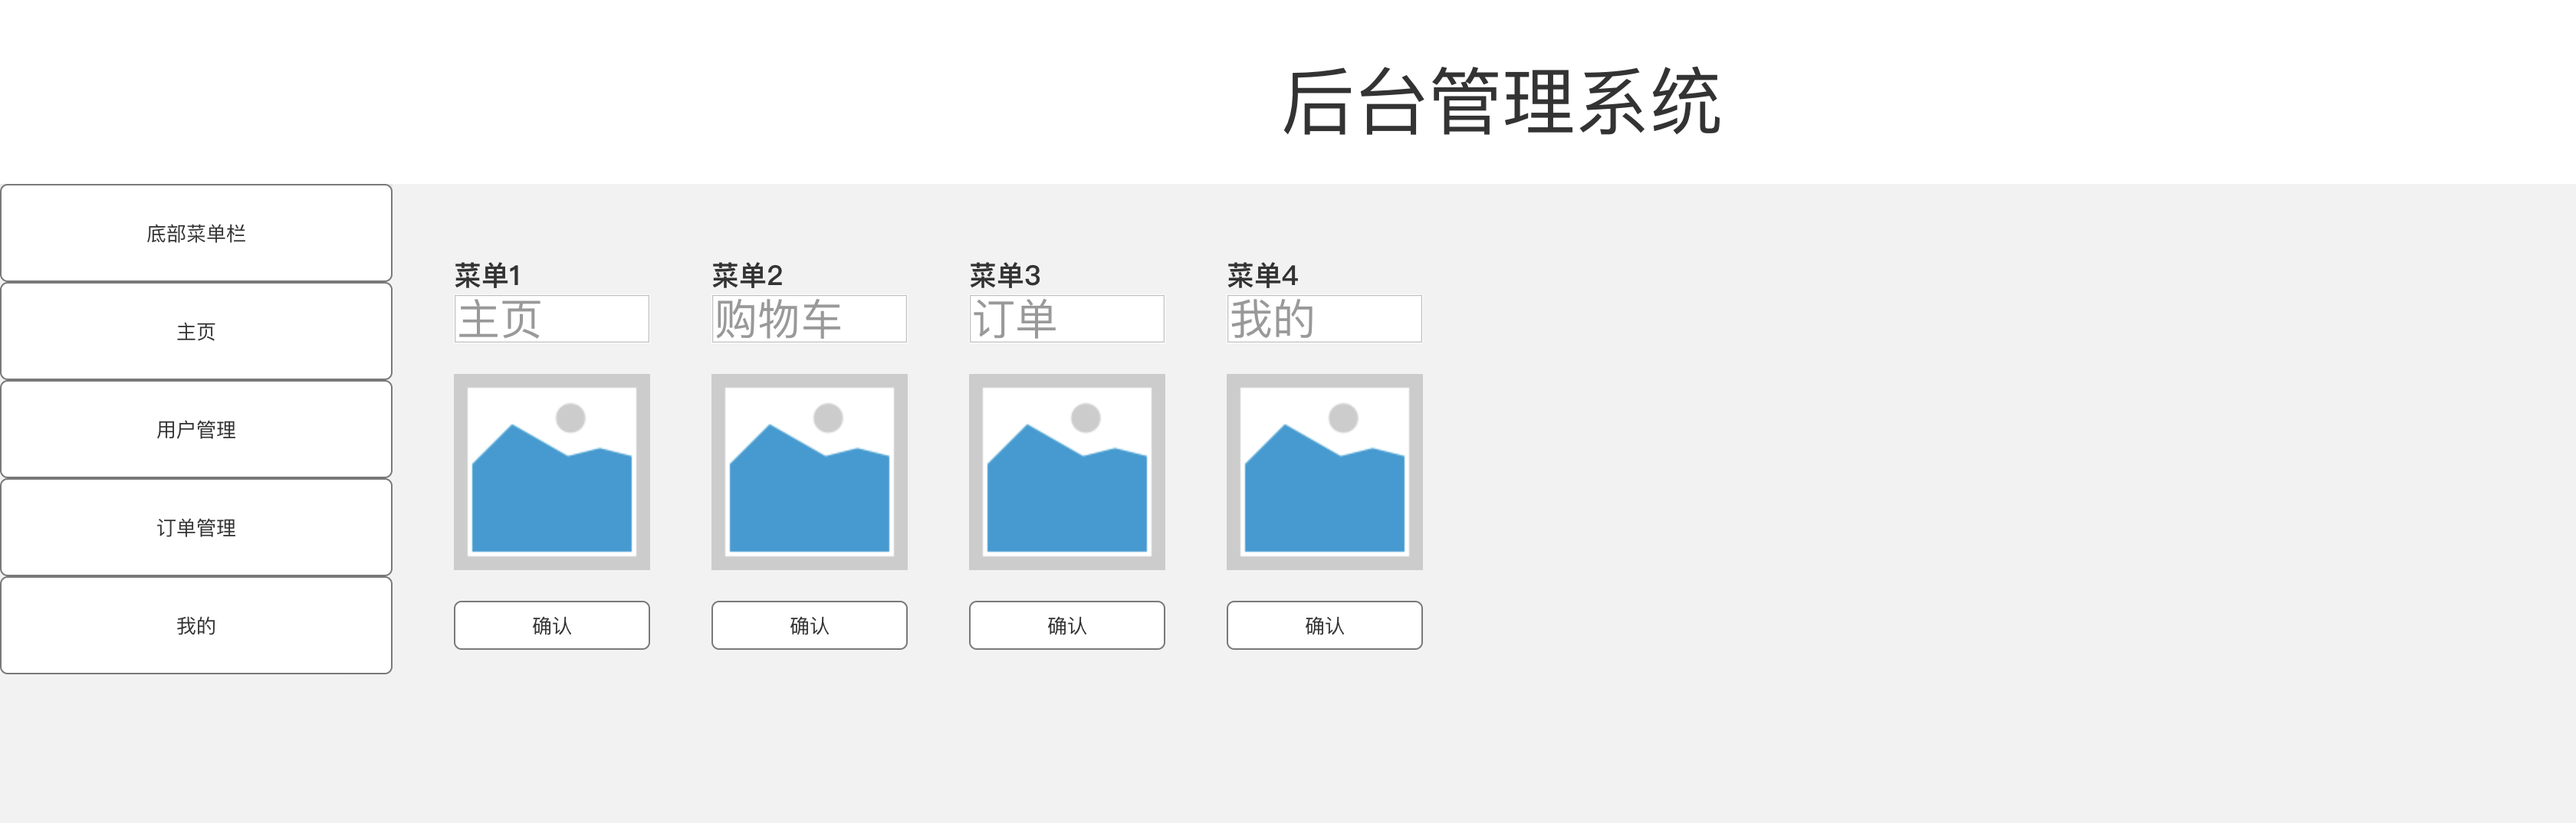 后台管理系统
底部菜单栏
主页
用户管理
订单管理
我的
菜单1
菜单2
菜单3
菜单4
主页
购物车
订单
我的
确认
确认
确认
确认